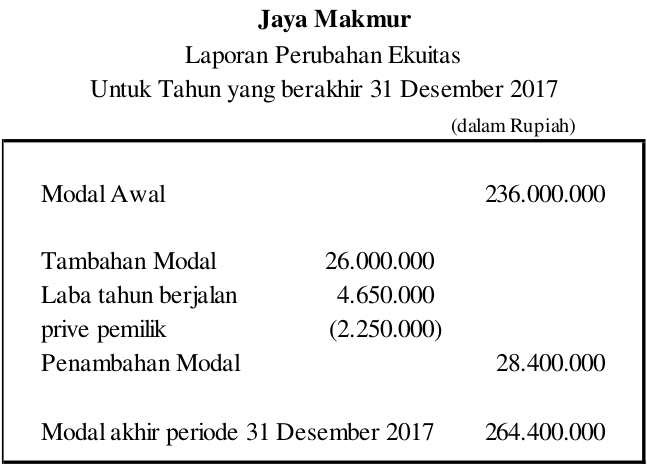 Jaya Makmur
Laporan Perubahan Ekuitas
Untuk Tahun yang berakhir 31 Desember 2017
(dalam Rupiah)
Modal Awal 236.000.000
Tambahan Modal 26.000.000
Laba tahun berjalan 4.650.000
prive pemilik (2.250.000)
Penambahan Modal 28.400.000
Modal akhir periode 31 Desember 2017 264.400.000